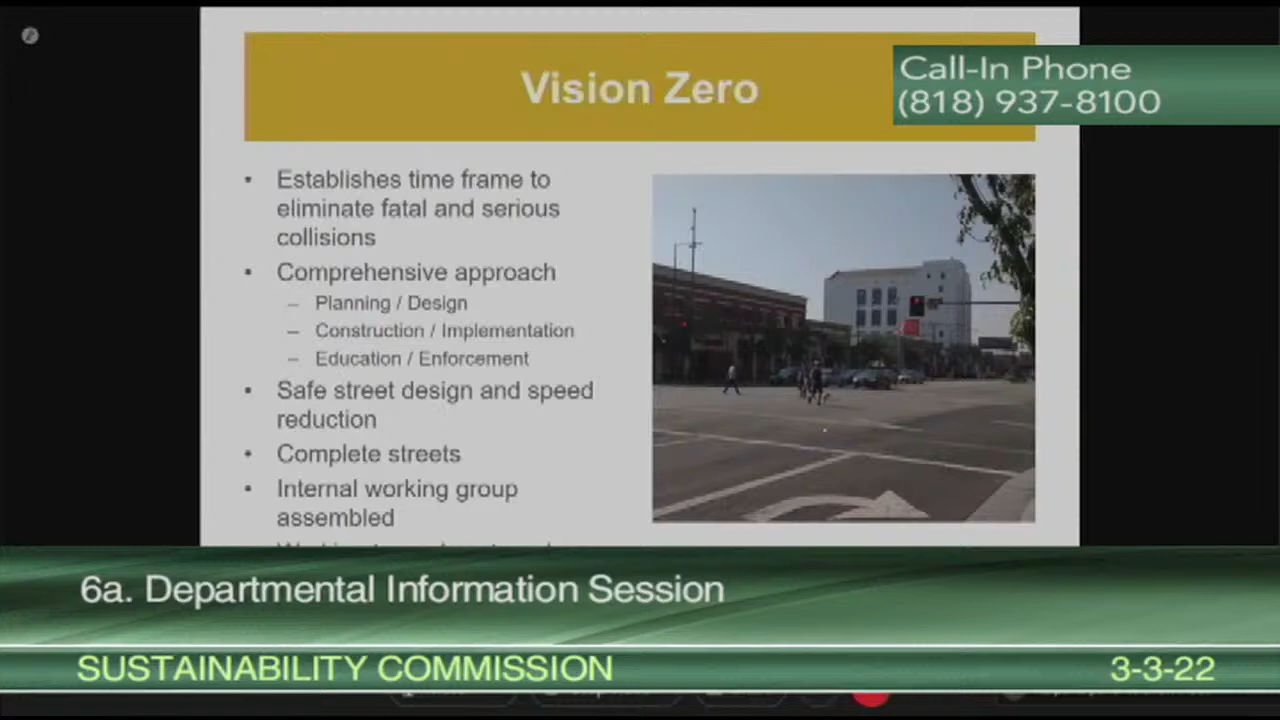 Vision Zero
Call-In Phone
(818) 937-8100
• Establishes time frame to
eliminate fatal and serious
collisions
• Comprehensive approach
– Planning / Design
– Construction / Implementation
– Education / Enforcement
• Safe street design and speed
reduction
• Complete streets
• Internal working group
assembled
6a. Departmental Information Session
SUSTAINABILITY COMMISSION
3-3-22